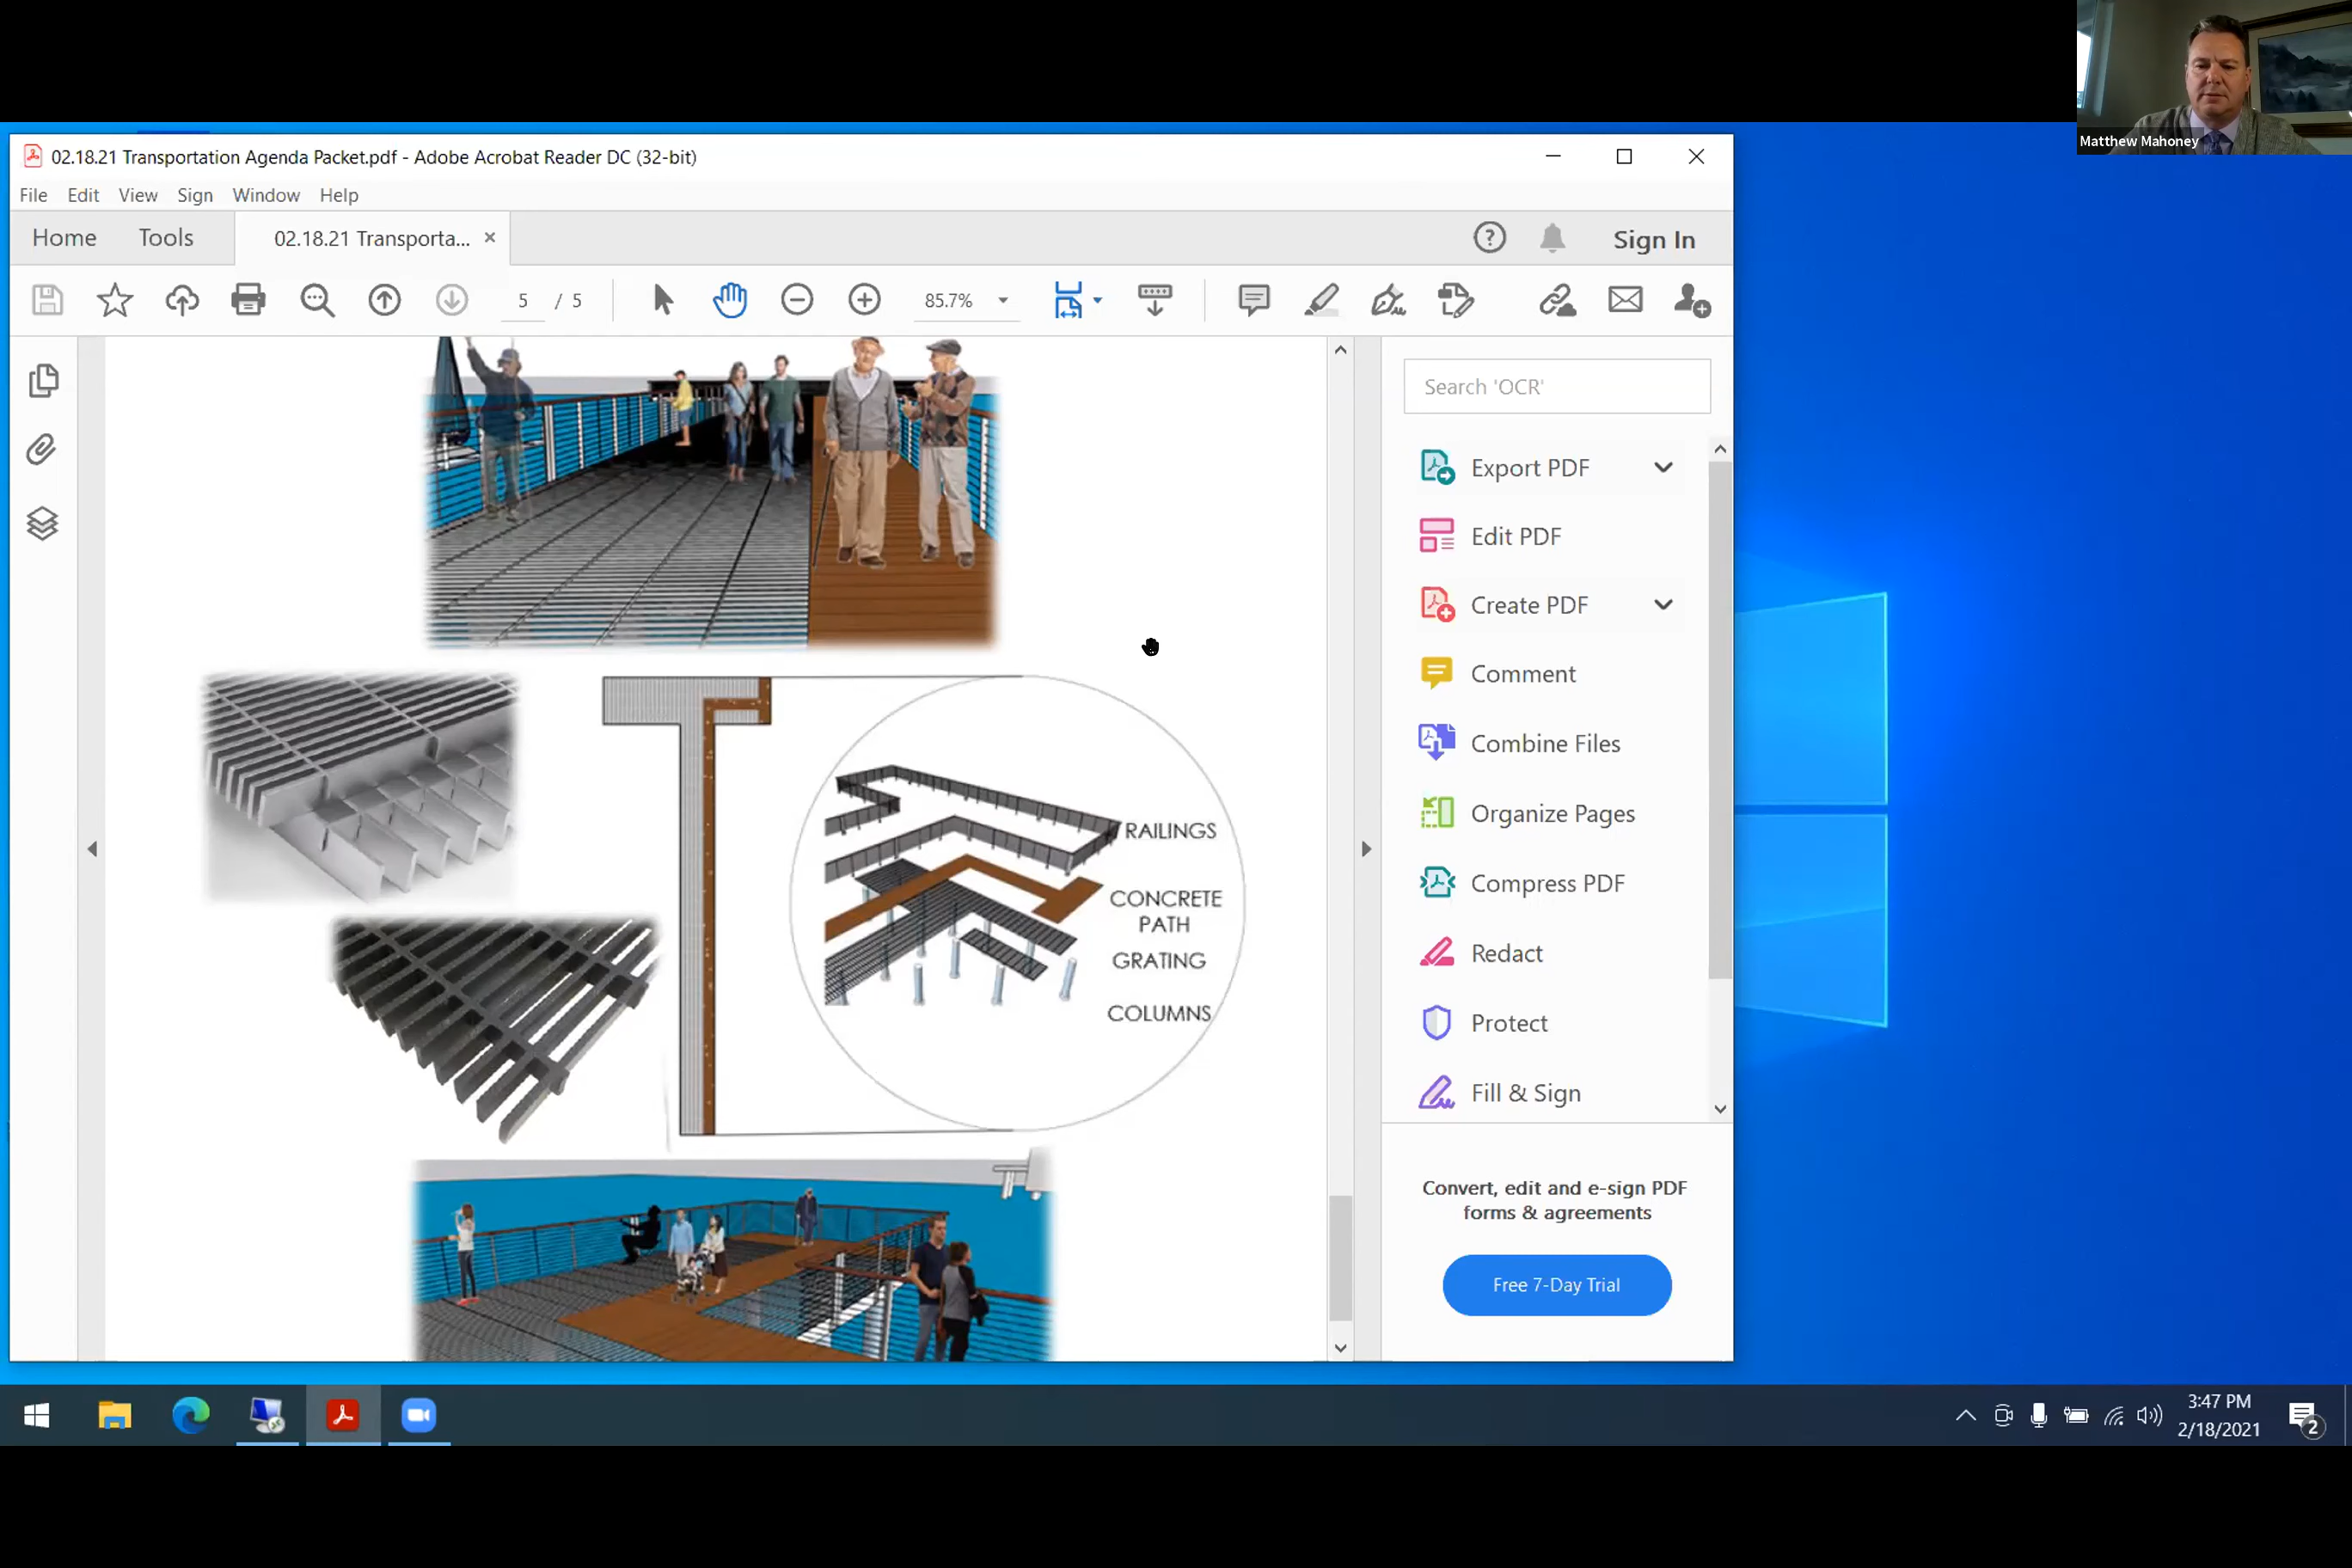 Matthew Mahoney
02.18.21 Transportation Agenda Packet.pdf - Adobe Acrobat Reader DC (32-bit)
File Edit View Sign Window Help
Home Tools 02.18.21 Transporta... Sign In
5 / 5 85.7%
Search 'OCR'
Export PDF
Edit PDF
Create PDF
Comment
Combine Files
Organize Pages
Compress PDF
Redact
Protect
Fill & Sign
Convert, edit and e-sign PDF
forms & agreements
Free 7-Day Trial
RAILINGS
CONCRETE
PATH
GRATING
COLUMNS
3:47 PM
2/18/2021
2